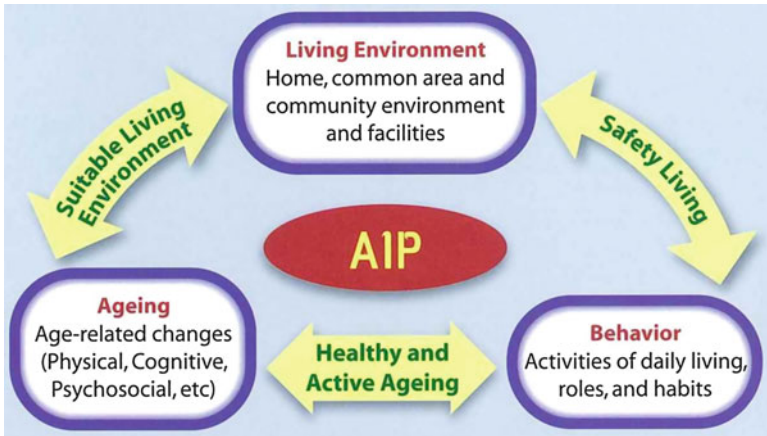 Living Environment
Home, common area and
community environment
and facilities
Suitable Living
Environment
Safety Living
A1P
Ageing
Age-related changes
(Physical, Cognitive,
Psychosocial, etc)
Healthy and
Active Ageing
Behavior
Activities of daily living,
roles, and habits